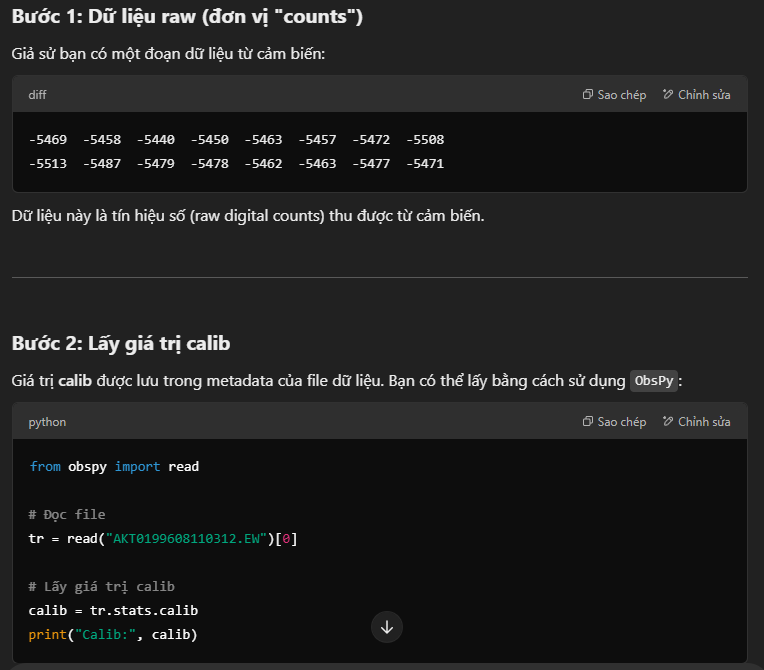 Bước 1: Dữ liệu raw (đơn vị "counts")
Giả sử bạn có một đoạn dữ liệu từ cảm biến:
diff
Sao chép
Chỉnh sửa
-5469 -5458 -5440 -5450 -5463 -5457 -5472 -5508
-5513 -5487 -5479 -5478 -5462 -5463 -5477 -5471
Dữ liệu này là tín hiệu số (raw digital counts) thu được từ cảm biến.
Bước 2: Lấy giá trị calib
Giá trị calib được lưu trong metadata của file dữ liệu. Bạn có thể lấy bằng cách sử dụng ObsPy:
python
Sao chép
Chỉnh sửa
from obspy import read
# Đọc file
tr = read("AKT0199608110312.EW")[0]
# Lấy giá trị calib
calib = tr.stats.calib
print("Calib:", calib)